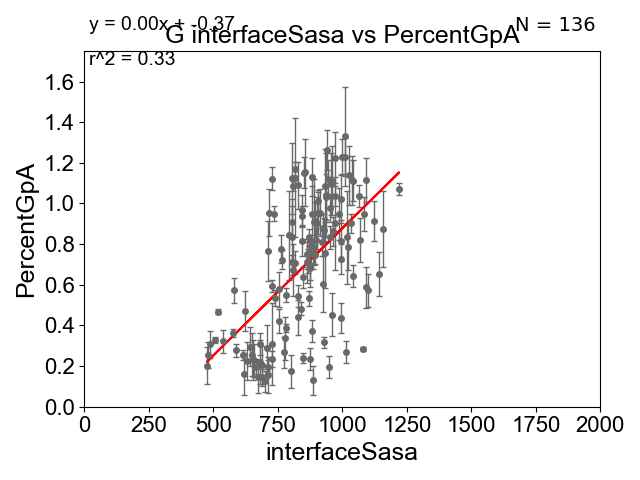 y = 0.00x + -0.37
N = 136
G interfaceSasa vs PercentGpA
r^2 = 0.33
PercentGpA
1.6
1.4
1.2
1.0
0.8
0.6
0.4
0.2
0.0
0 250 500 750 1000 1250 1500 1750 2000
interfaceSasa